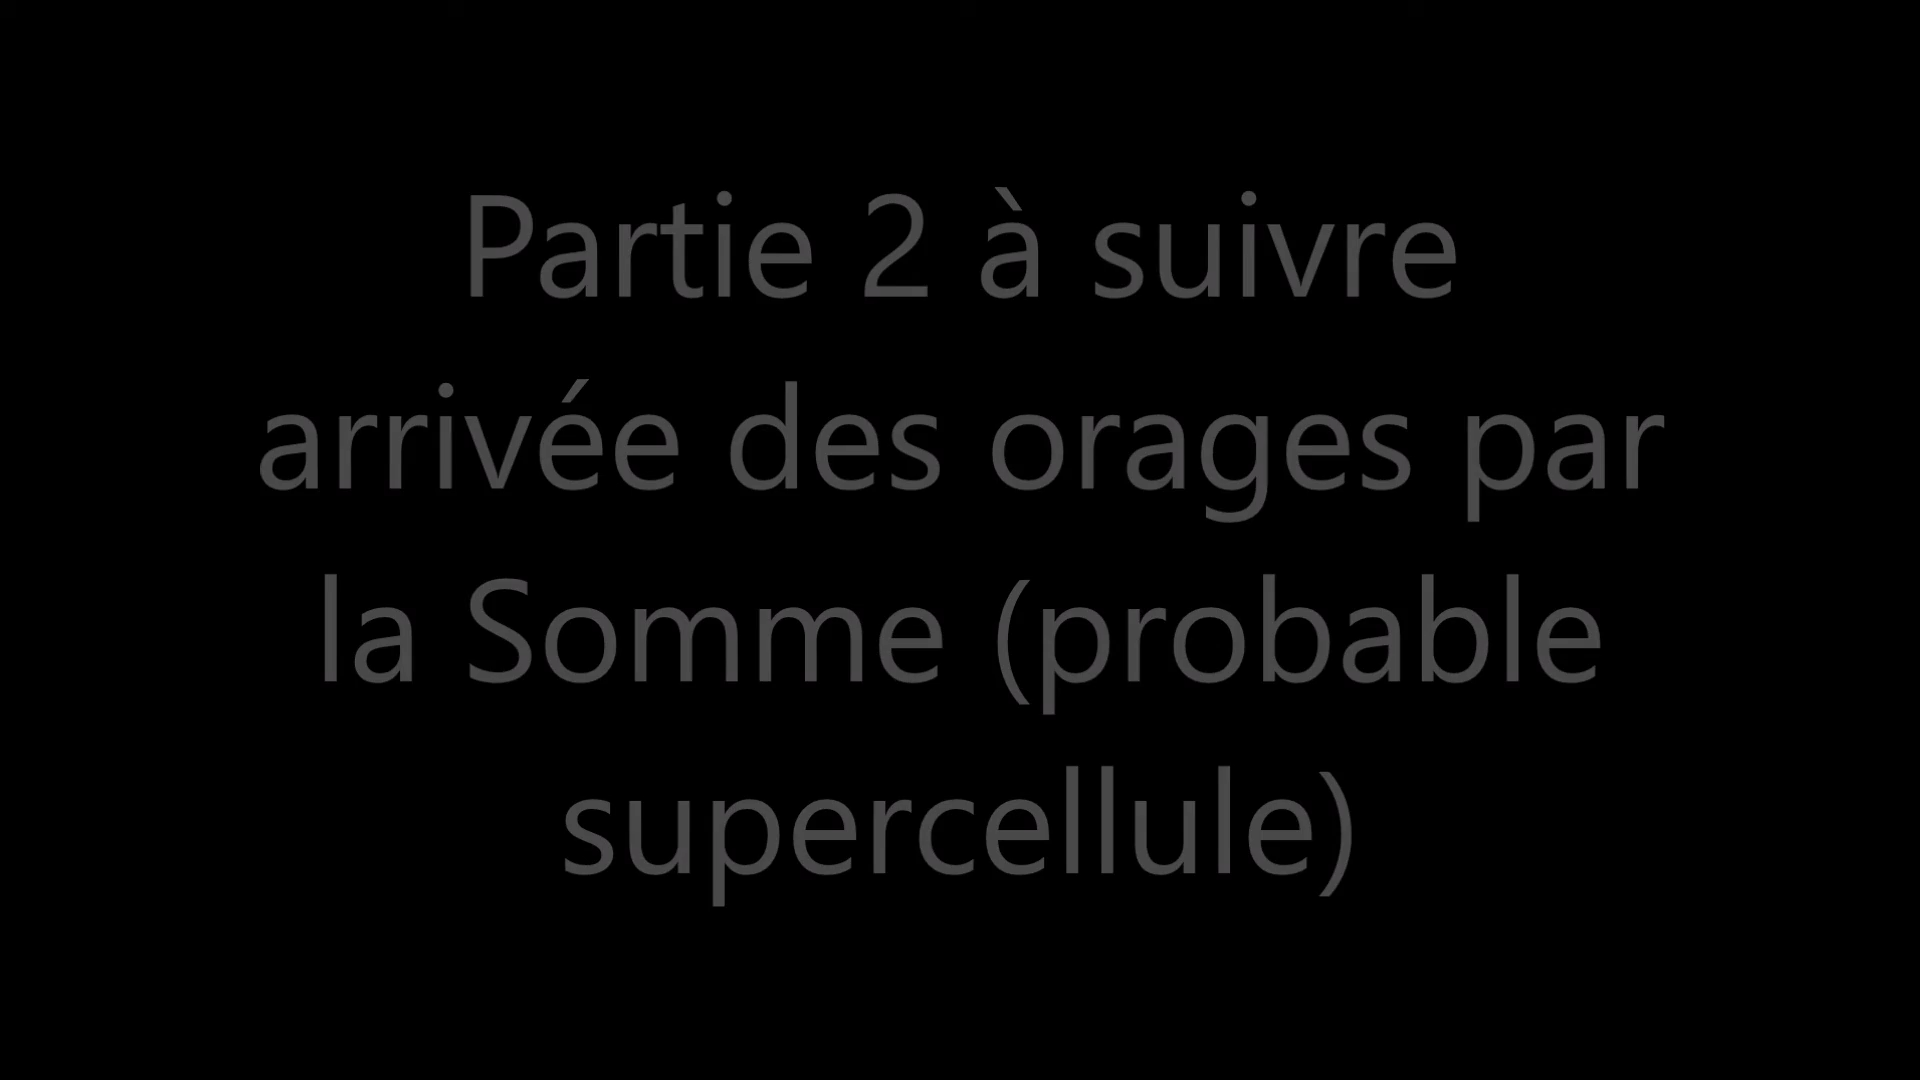 Partie 2 à suivre
arrivée des orages par
la Somme (probable
supercellule)